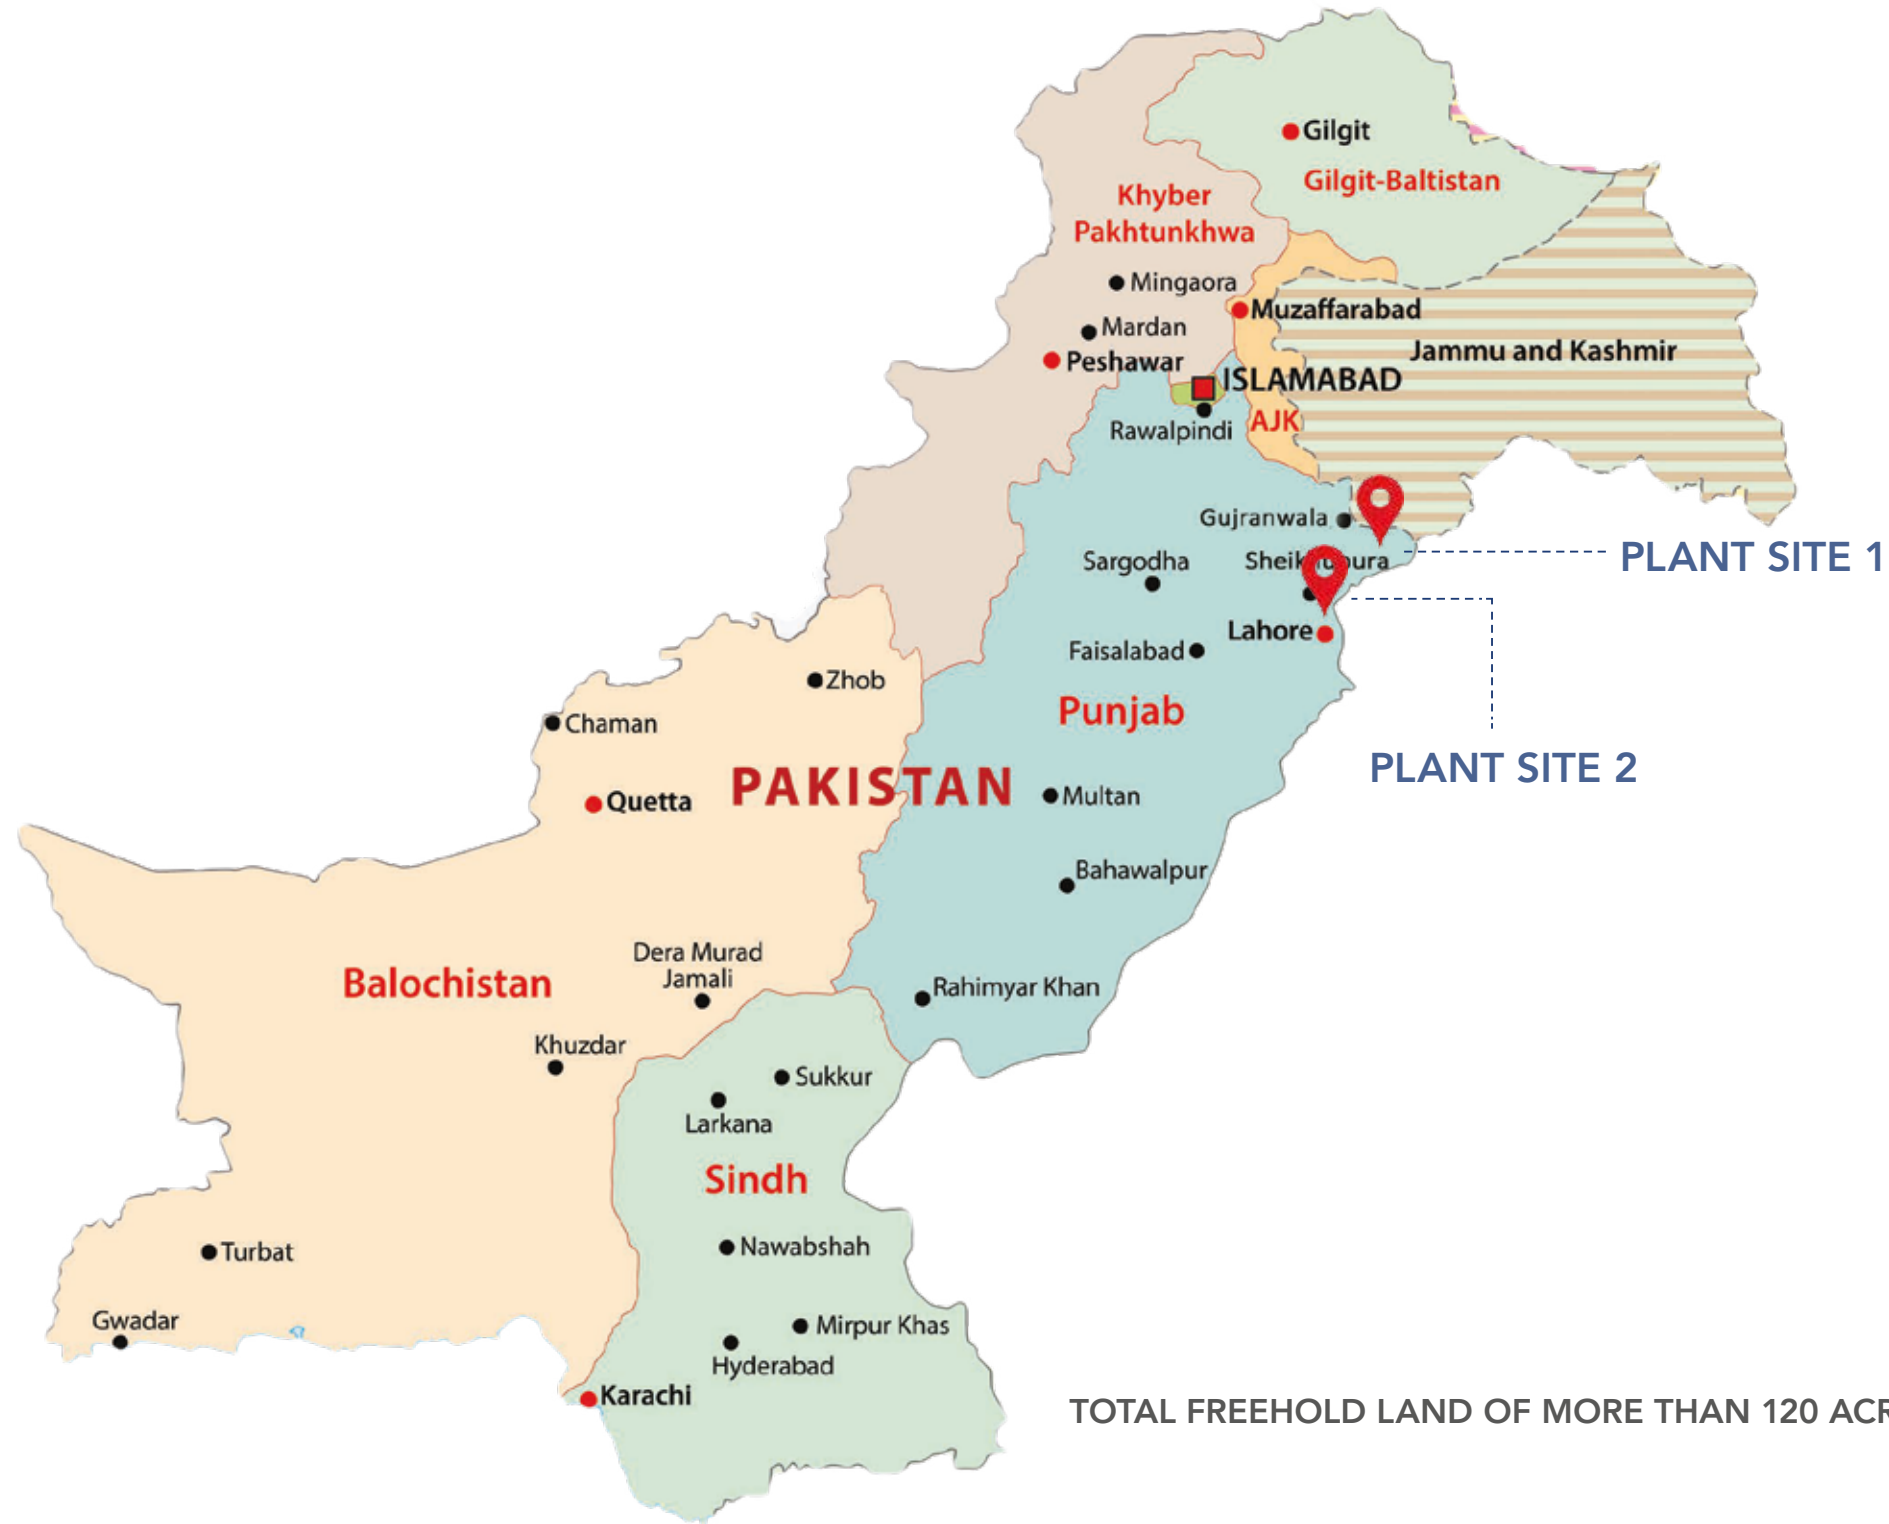 Gilgit
Gilgit-Baltistan
Khyber
Pakhtunkhwa
Mingaora
Muzaffarabad
Mardan
Jammu and Kashmir
Peshawar
ISLAMABAD
AJK
Rawalpindi
Gujranwala
PLANT SITE 1
Sargodha
Lahore
Faisalabad
Zhob
Punjab
Chaman
PLANT SITE 2
PAKISTAN
Quetta
Multan
Bahawalpur
Dera Murad
Jamali
Balochistan
Rahimyar Khan
Khuzdar
Sukkur
Larkana
Sindh
Nawabshah
Turbat
Gwadar
Mirpur Khas
Hyderabad
Karachi
TOTAL FREEHOLD LAND OF MORE THAN 120 ACR